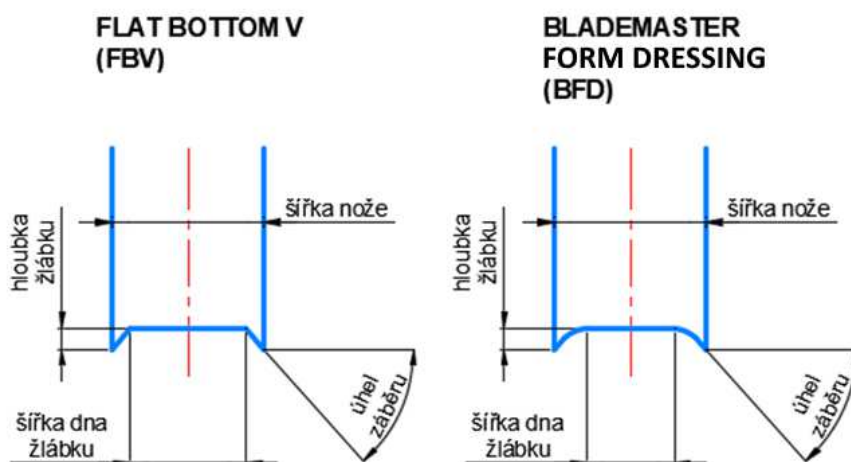 FLAT BOTTOM V
(FBV)
hloubka
žlábku
šířka nože
šířka dna
žlábku
úhel
záběru
BLADEMASTER
FORM DRESSING
(BFD)
hloubka
žlábku
šířka nože
šířka dna
žlábku
úhel
záběru